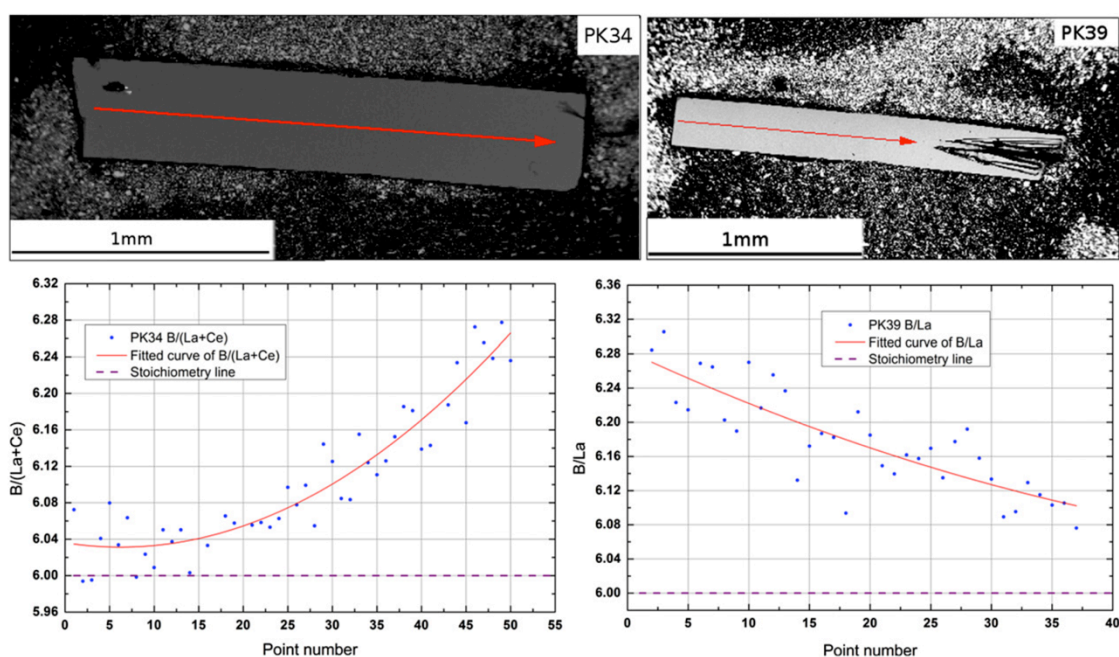 PK34
1mm
PK39
1mm
6.32
6.28
6.24
6.20
6.16
6.12
6.08
6.04
6.00
5.96
B/(La+Ce)
PK34 B/(La+Ce)
Fitted curve of B/(La+Ce)
Stoichiometry line
0 5 10 15 20 25 30 35 40 45 50 55
Point number
6.36
6.32
6.28
6.24
6.20
6.16
6.12
6.08
6.04
6.00
B/La
PK39 B/La
Fitted curve of B/La
Stoichiometry line
0 5 10 15 20 25 30 35 40
Point number